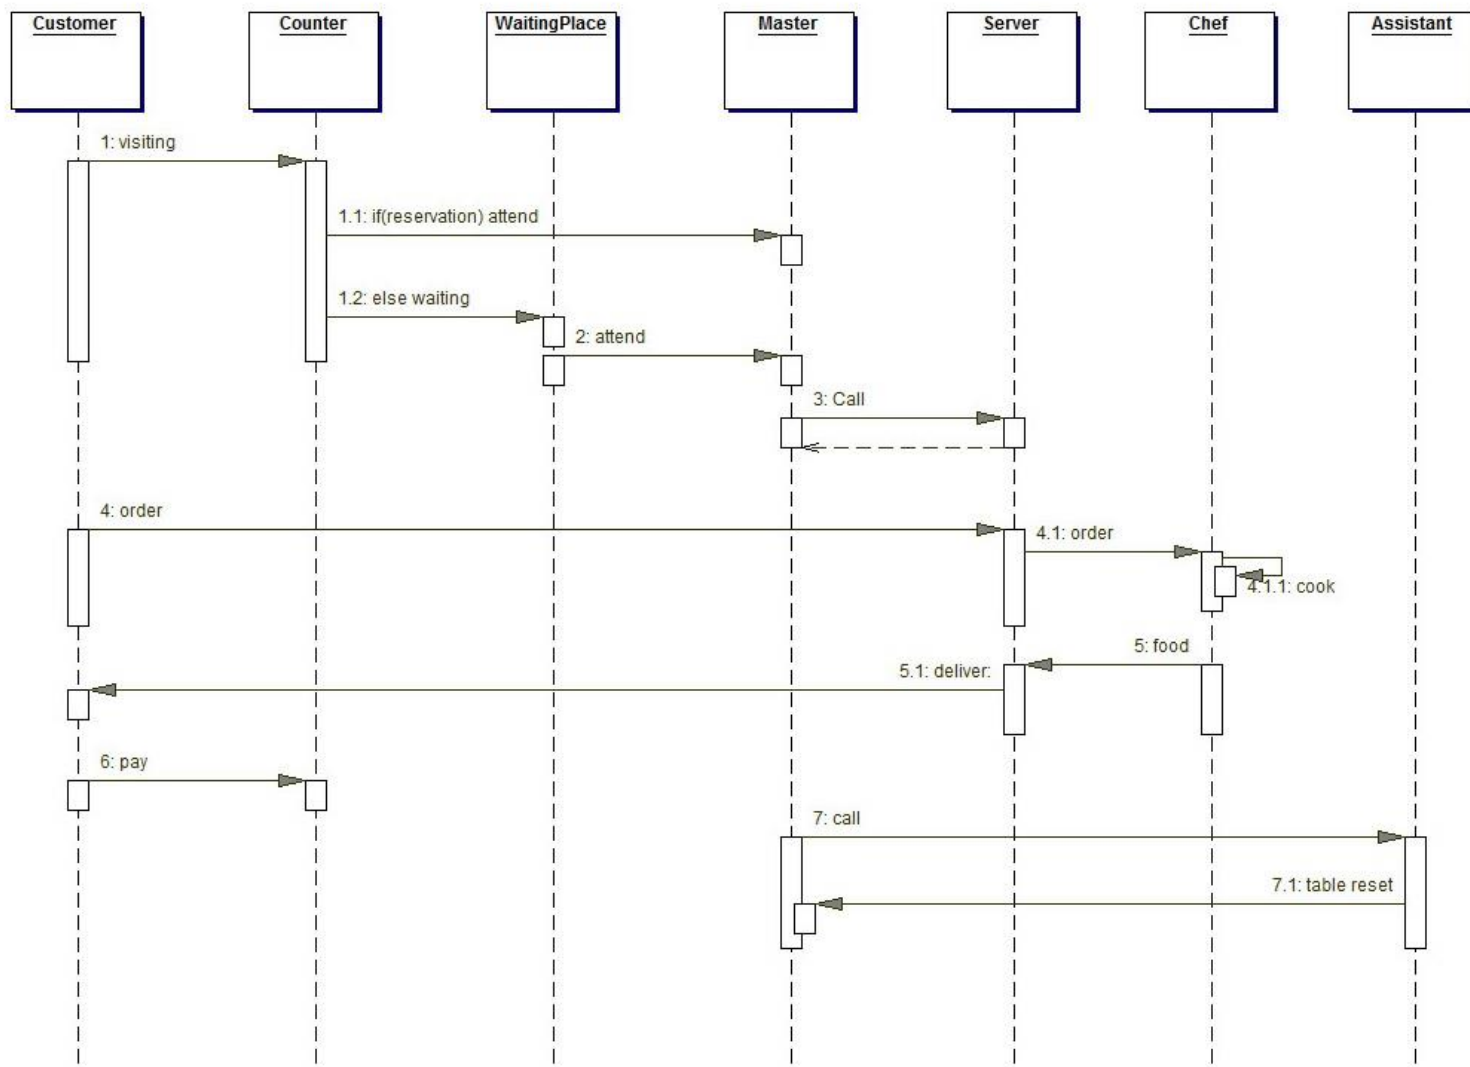 Customer
Counter
WaitingPlace
Master
Server
Chef
Assistant
1: visiting
1.1: if(reservation) attend
1.2: else waiting
2: attend
3: Call
4: order
4.1: order
4.1.1: cook
5: food
5.1: deliver:
6: pay
7: call
7.1: table reset